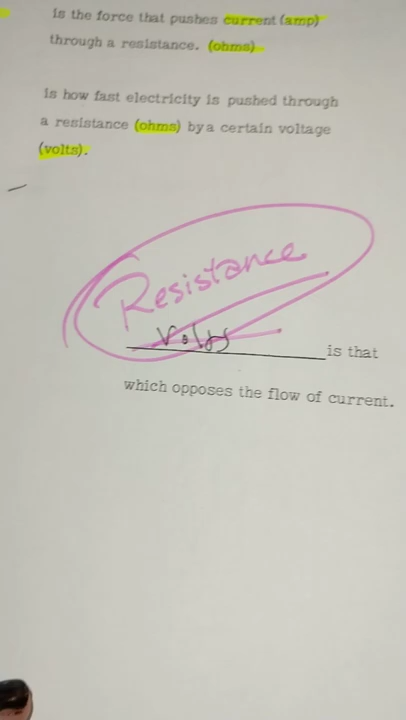 is the force that pushes current (amp)
through a resistance. (ohms)
is how fast electricity is pushed through
a resistance (ohms) by a certain voltage
(volts).
Resistance
Volts is that
which opposes the flow of current.